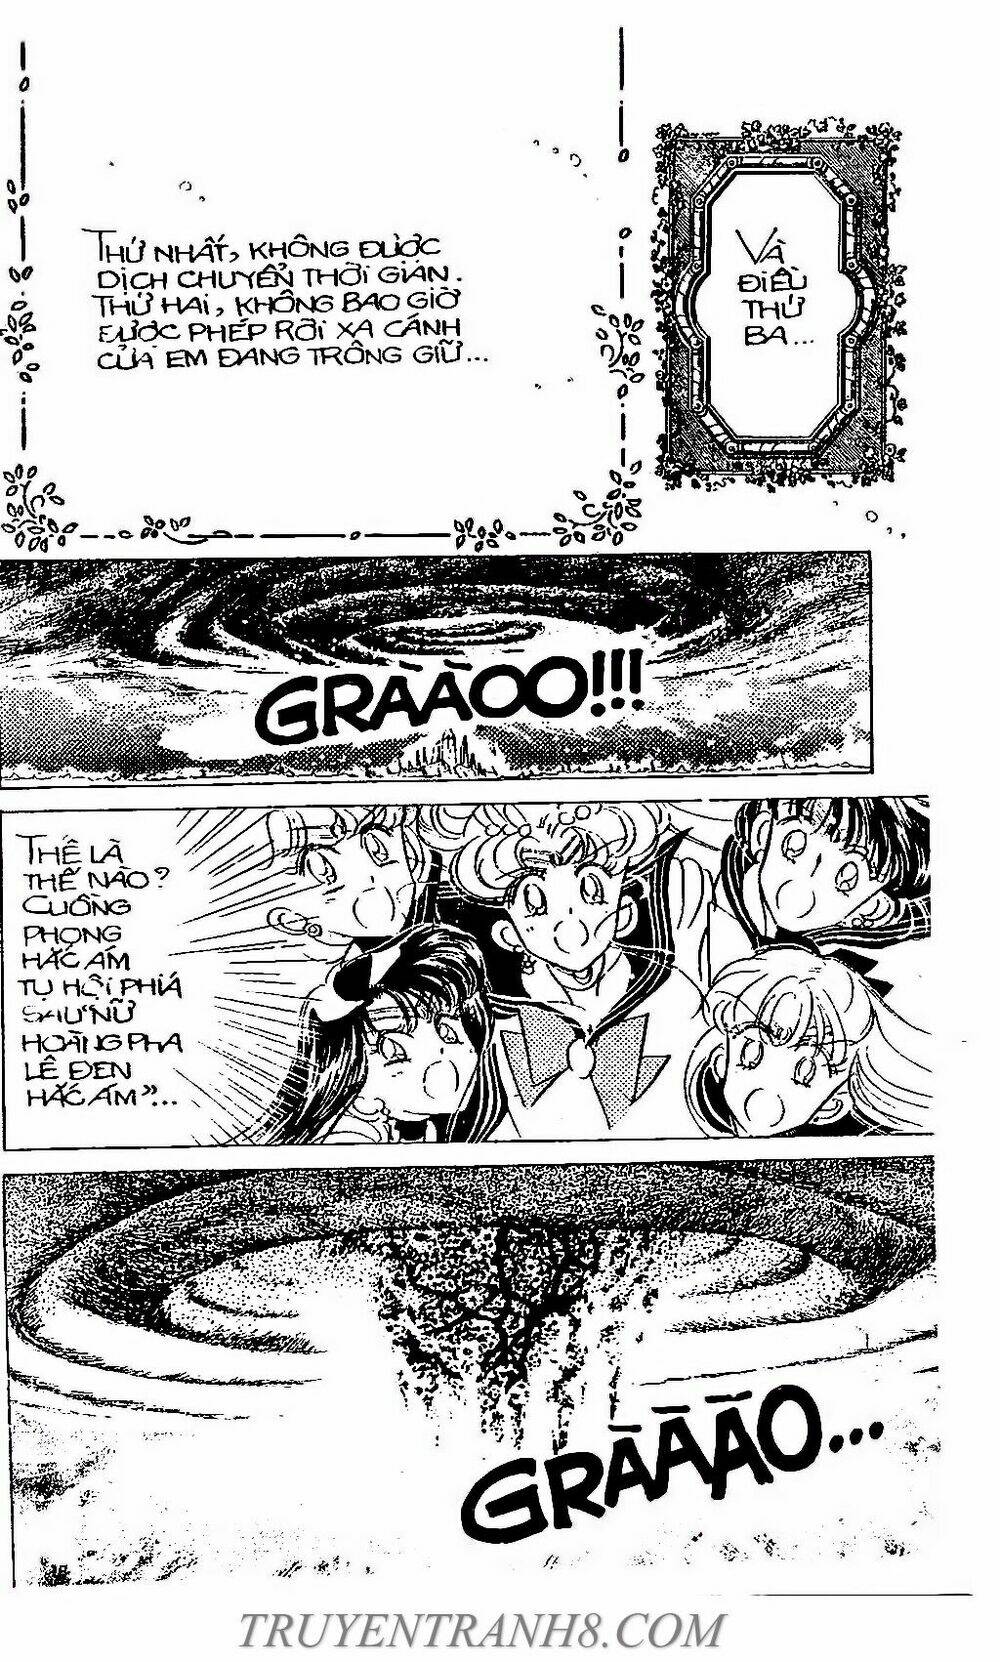 THỨ NHẤT, KHÔNG ĐƯỢC
DỊCH CHUYỂN THỜI GIAN.
THỨ HAI, KHÔNG BAO GIỜ
ĐƯỢC PHÉP RỜI XA CÁNH
CỬA EM ĐANG TRÔNG GIỮ...
VÀ
ĐIỀU
THỨ
BA...
GRÀÀOO!!!
THẾ LÀ
THẾ NÀO?
CUỒNG
PHONG
HẮC ÁM
TỤ HỘI PHÍA
SAU "NỮ
HOÀNG PHA
LÊ ĐEN
HẮC ÁM"...
GRÀÀÀO...
TRUYENTRANH8.COM